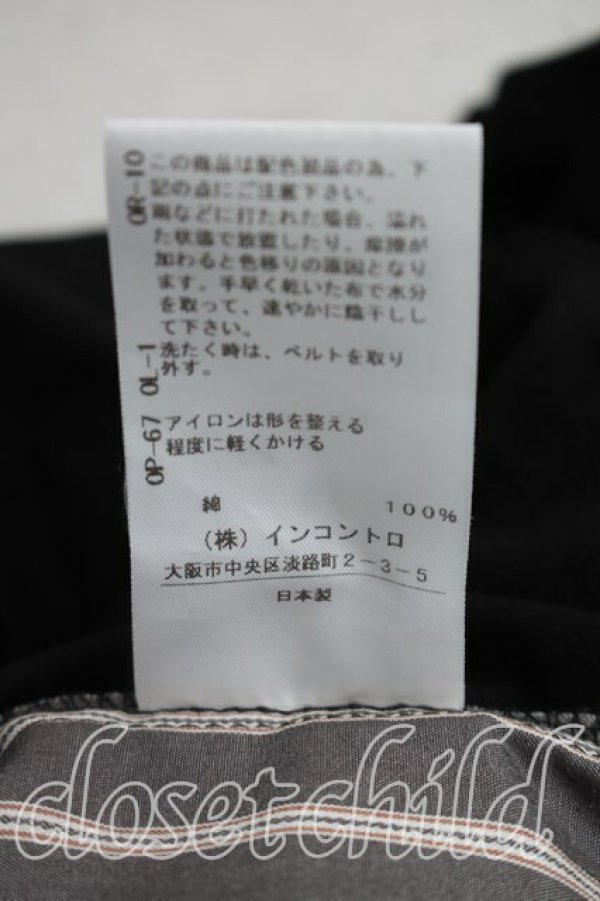 OR-10
この商品は配色製品の為、下
記の点にご注意下さい。
雨などに打たれた場合、濡れ
た状態で放置したり、摩擦が
加わると色移りの原因となり
ます。手早く乾いた布で水分
を取って、速やかに陰干しし
て下さい。
OL-1
洗たく時は、ベルトを取り
外す。
OP-67
アイロンは形を整える
程度に軽くかける
綿 100%
(株)インコントロ
大阪市中央区淡路町2-3-5
日本製
closet child